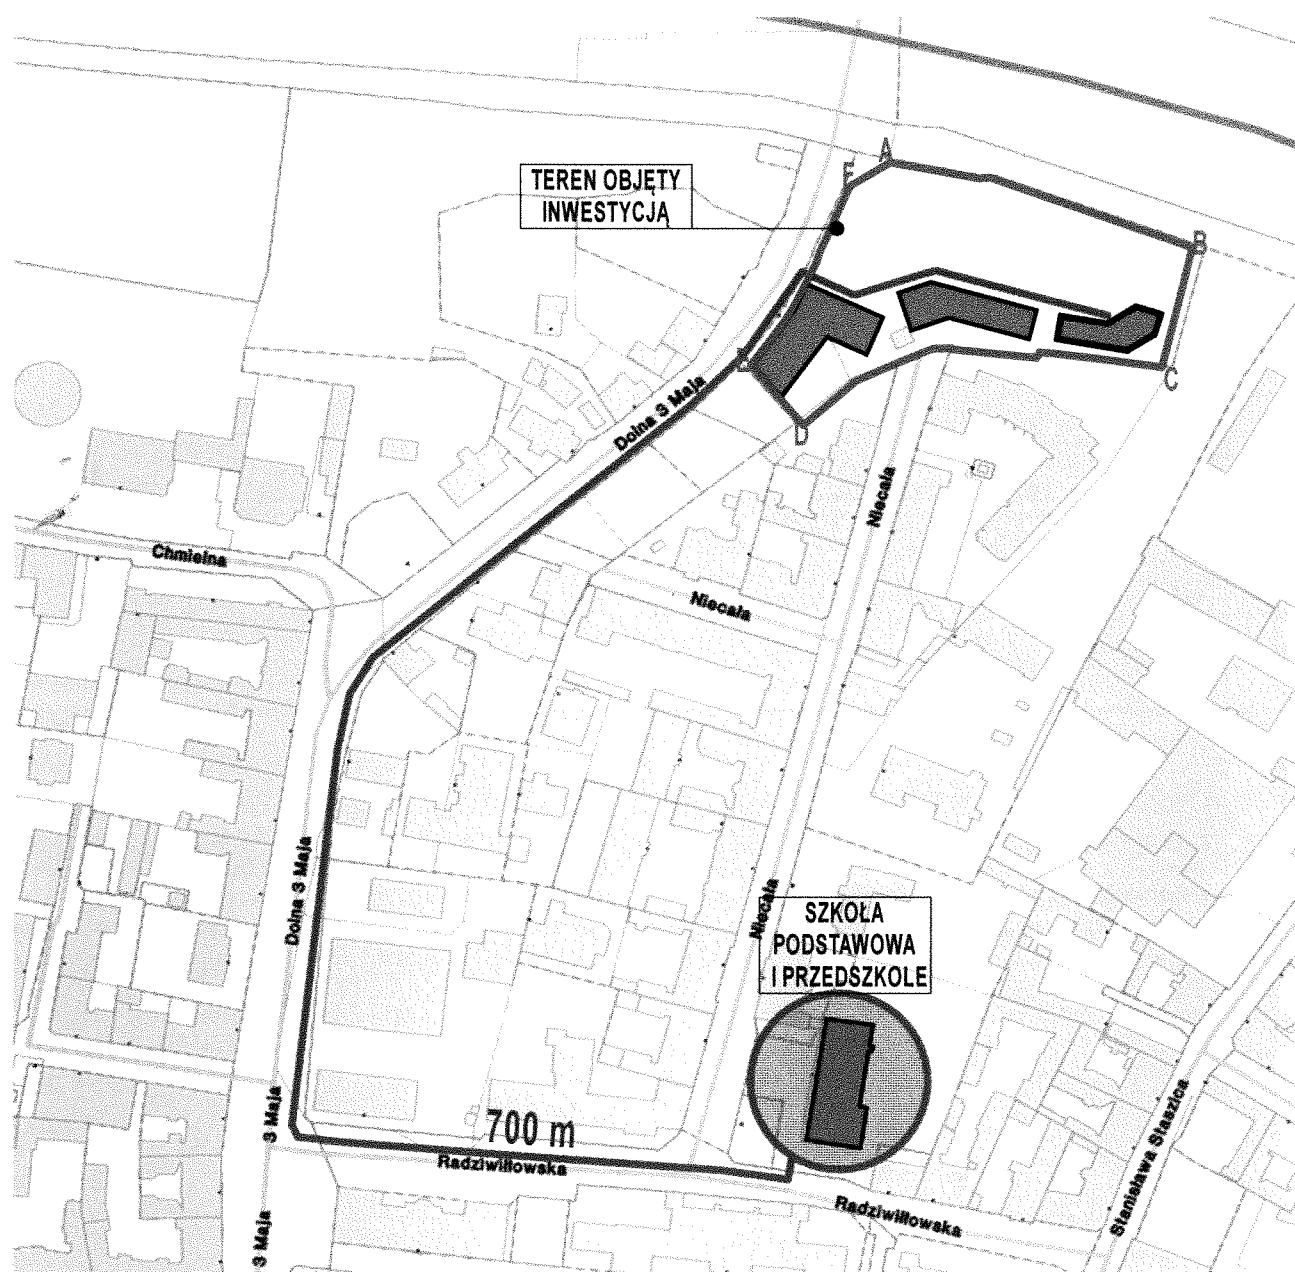 A
F
TEREN OBJĘTY
INWESTYCJĄ
B
E
C
D
Dolna 3 Maja
Niecała
Chmielna
Niecała
Dolna 3 Maja
Niecała
SZKOŁA
PODSTAWOWA
I PRZEDSZKOLE
3 Maja
700 m
Radziwiłłowska
Stanisława Staszica
Radziwiłłowska
3 Maja